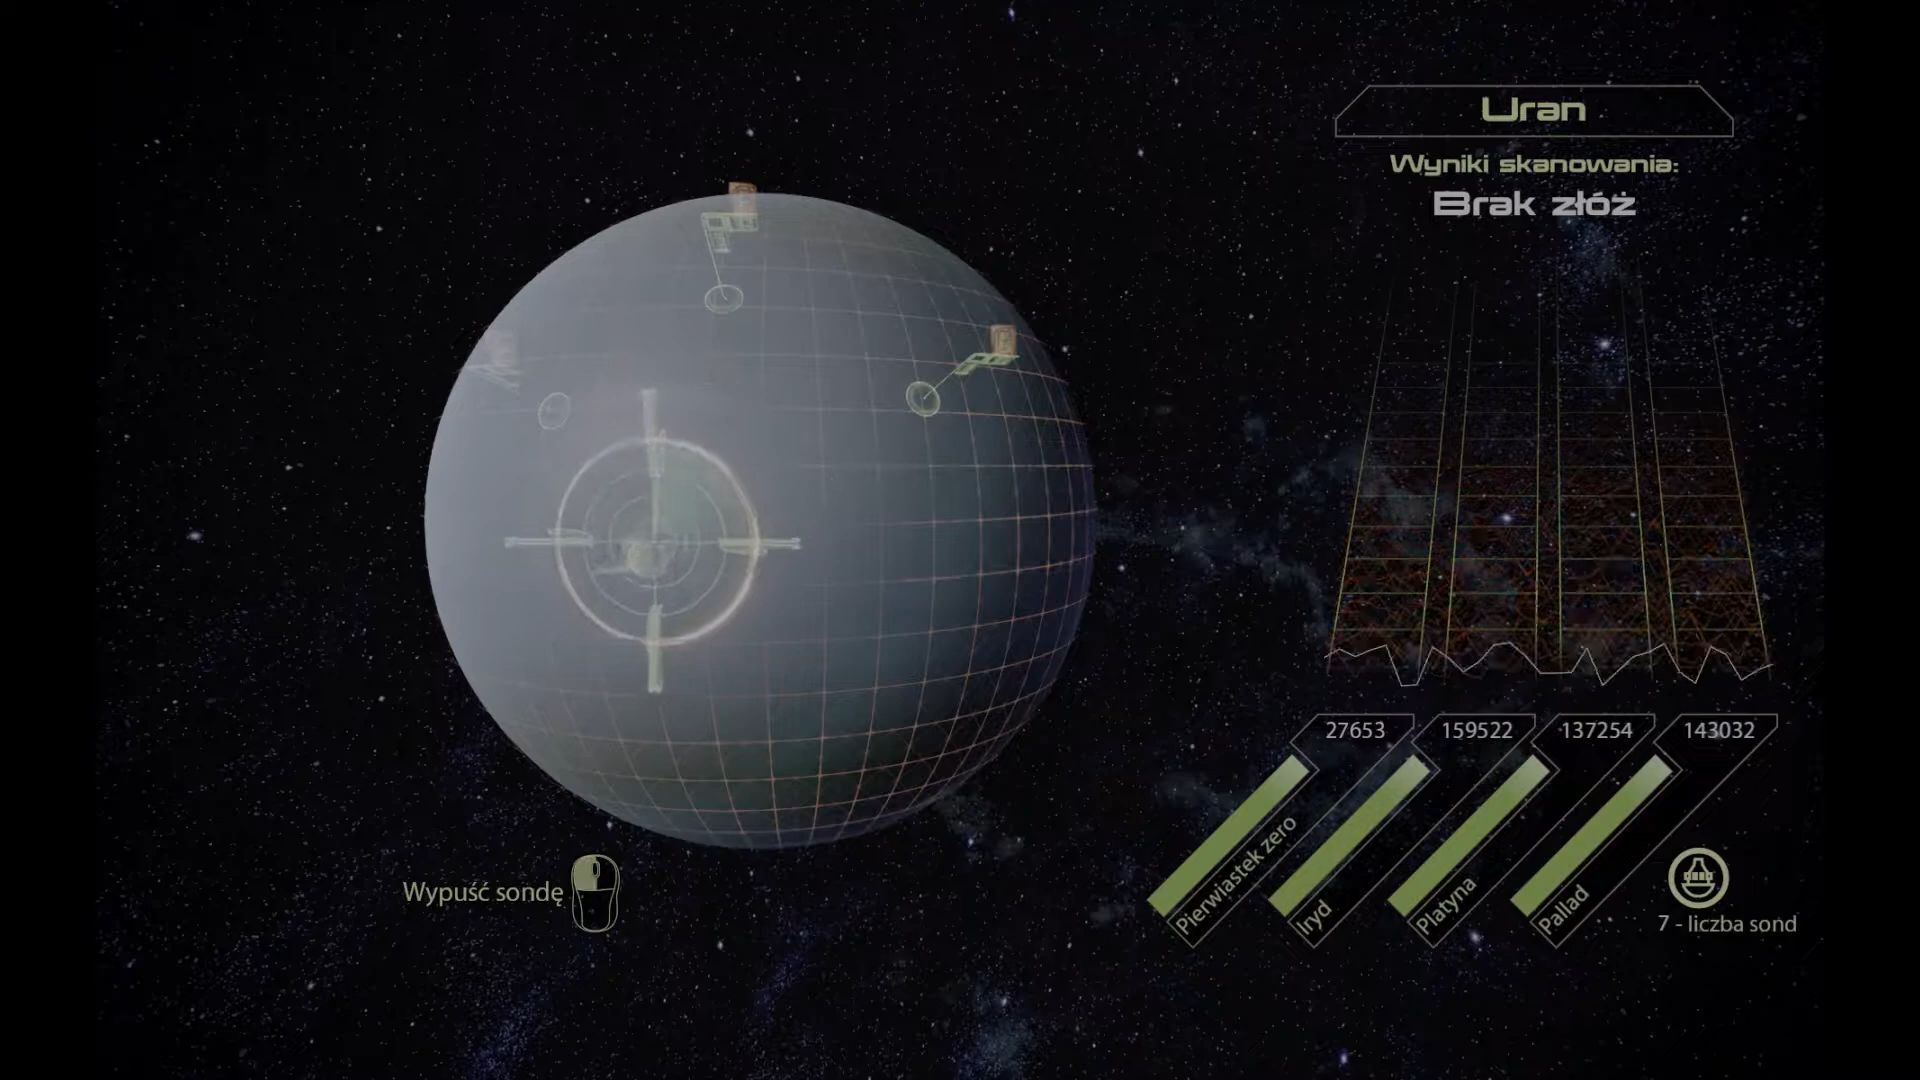 Uran
Wyniki skanowania:
Brak złóż
27653 159522 137254 143032
Pierwiastek zero Iryd Platyna Pallad
Wypuść sondę
7 - liczba sond